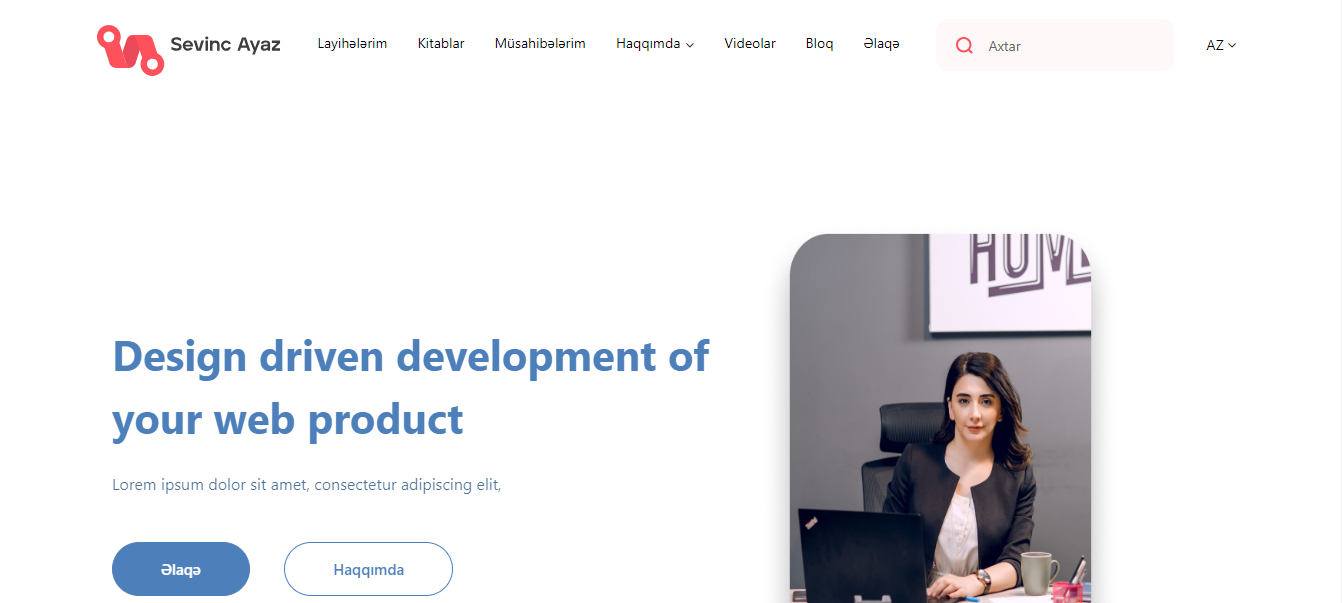 Sevinc Ayaz
Layihələrim
Kitablar
Müsahibələrim
Haqqımda
Videolar
Bloq
Əlaqə
Axtar
AZ
Design driven development of
your web product
Lorem ipsum dolor sit amet, consectetur adipiscing elit,
Əlaqə
Haqqımda